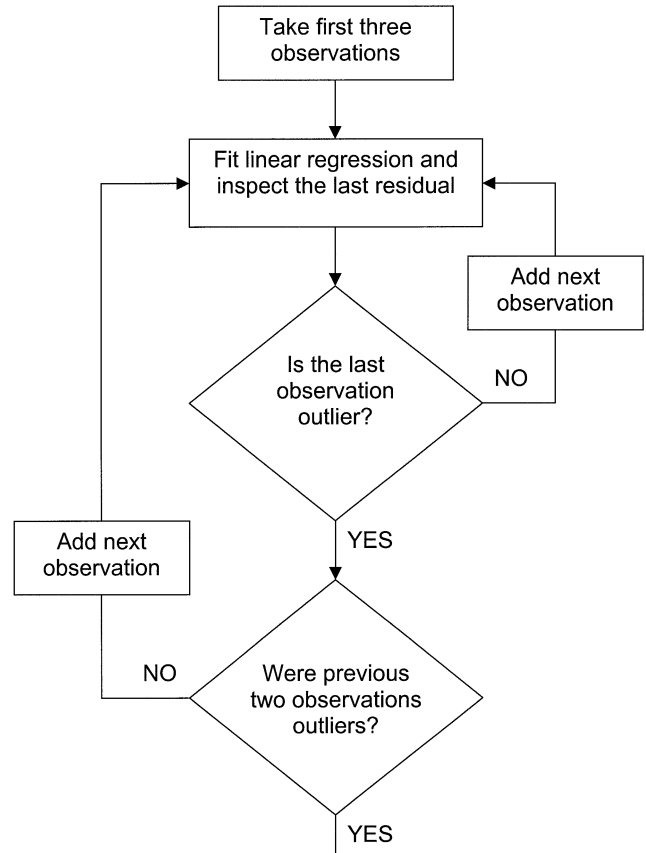 Take first three
observations
Fit linear regression and
inspect the last residual
Add next
observation
Is the last
observation
outlier?
NO
YES
Add next
observation
NO
Were previous
two observations
outliers?
YES